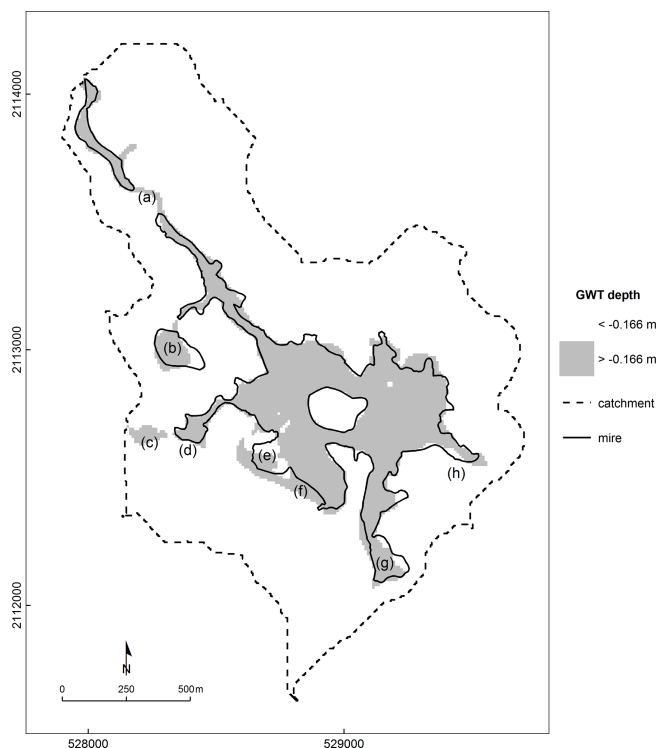 2114000
(a)
GWT depth
< -0.166 m
> -0.166 m
catchment
mire
2113000
(b)
(c)
(d)
(e)
(f)
(h)
(g)
2112000
N
0 250 500 m
528000 529000